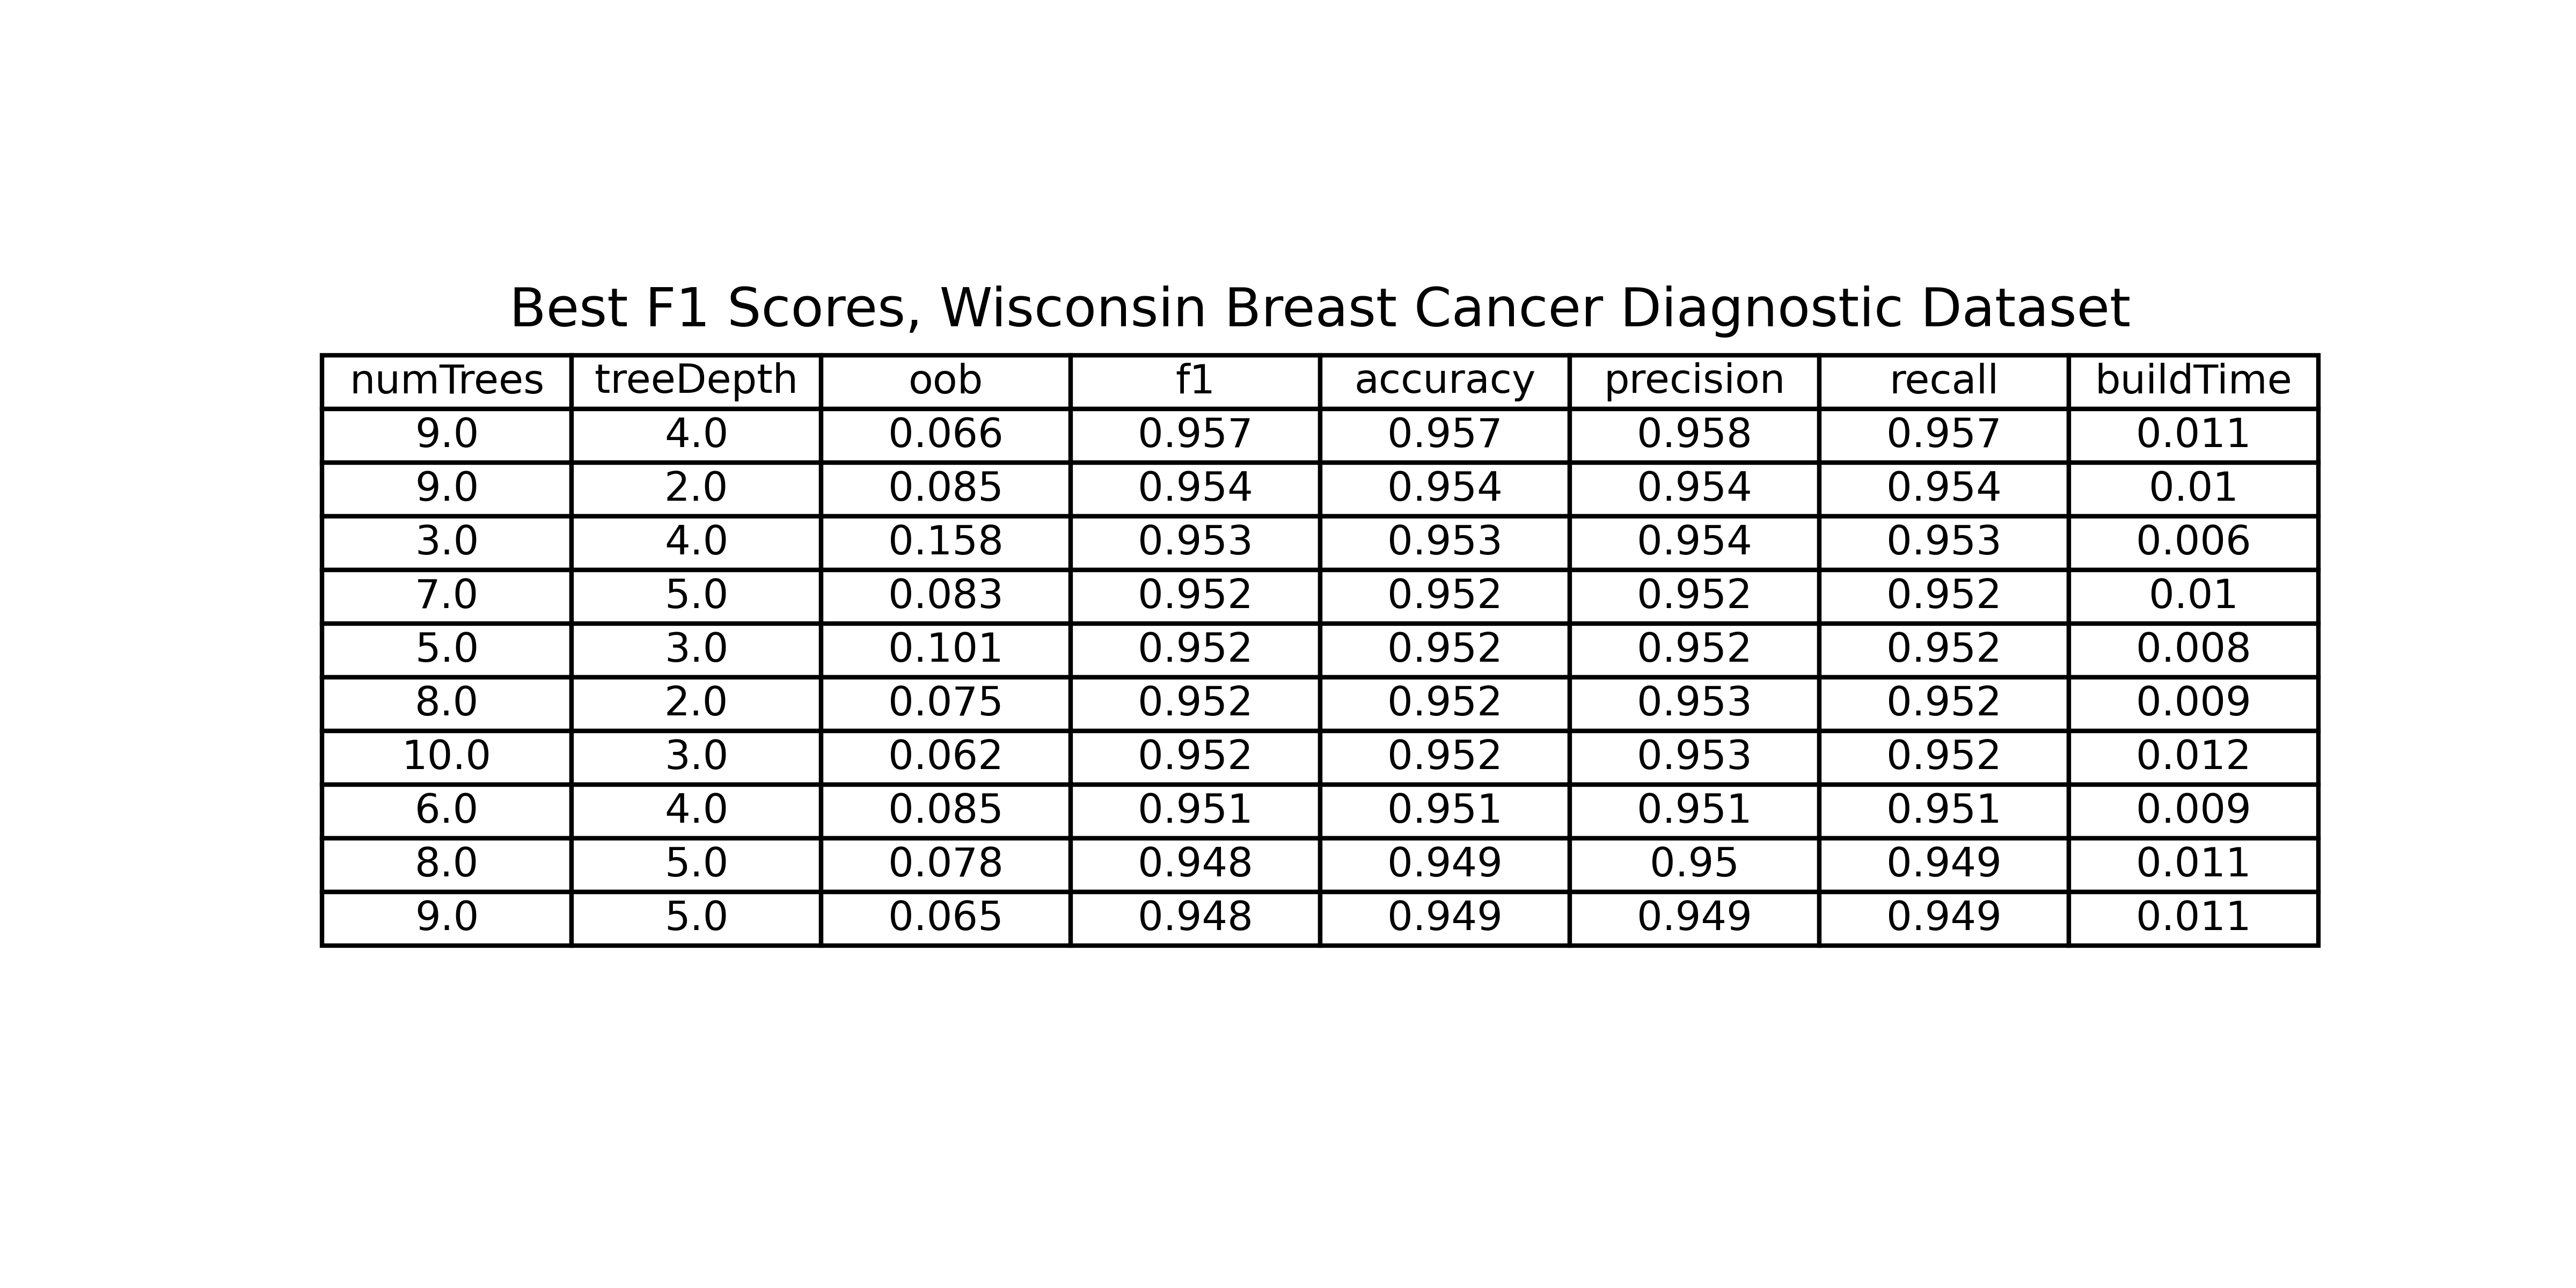 Best F1 Scores, Wisconsin Breast Cancer Diagnostic Dataset
numTrees treeDepth oob f1 accuracy precision recall buildTime
9.0 4.0 0.066 0.957 0.957 0.958 0.957 0.011
9.0 2.0 0.085 0.954 0.954 0.954 0.954 0.01
3.0 4.0 0.158 0.953 0.953 0.954 0.953 0.006
7.0 5.0 0.083 0.952 0.952 0.952 0.952 0.01
5.0 3.0 0.101 0.952 0.952 0.952 0.952 0.008
8.0 2.0 0.075 0.952 0.952 0.953 0.952 0.009
10.0 3.0 0.062 0.952 0.952 0.953 0.952 0.012
6.0 4.0 0.085 0.951 0.951 0.951 0.951 0.009
8.0 5.0 0.078 0.948 0.949 0.95 0.949 0.011
9.0 5.0 0.065 0.948 0.949 0.949 0.949 0.011